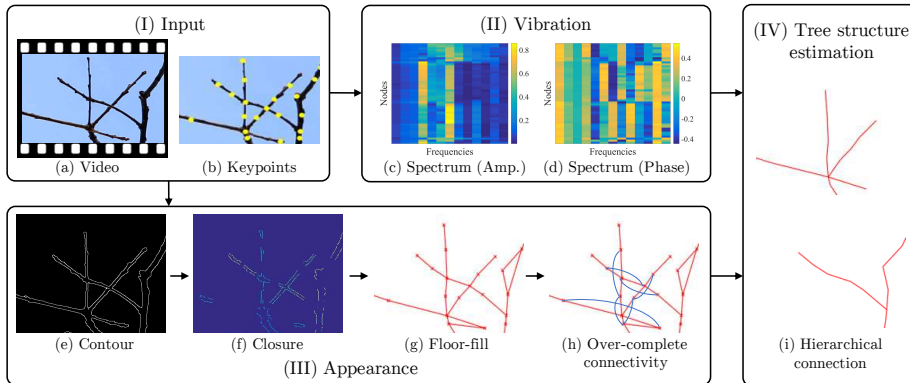 (I) Input
(a) Video
(b) Keypoints
(II) Vibration
Nodes
0.8
0.6
0.4
0.2
Frequencies
(c) Spectrum (Amp.)
Nodes
0.4
0.2
0
-0.2
-0.4
Frequencies
(d) Spectrum (Phase)
(e) Contour
(f) Closure
(g) Floor-fill
(h) Over-complete
connectivity
(III) Appearance
(IV) Tree structure
estimation
(i) Hierarchical
connection